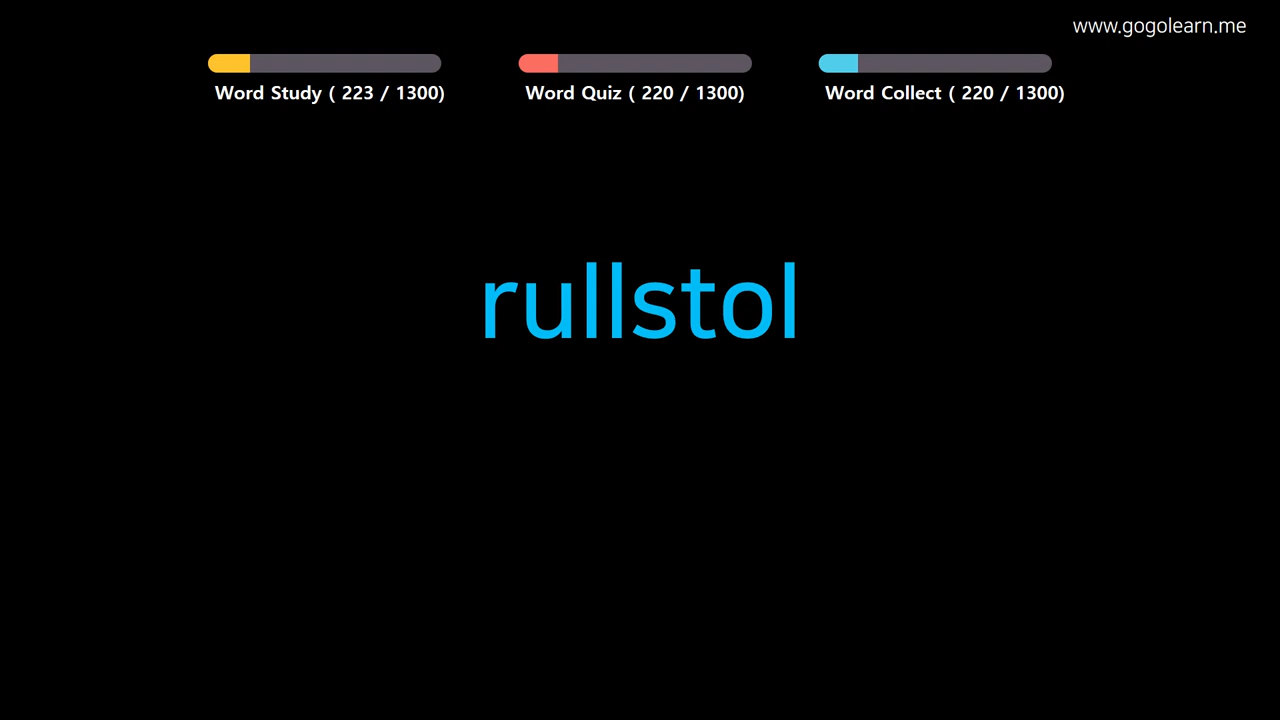 www.gogolearn.me
Word Study ( 223 / 1300)
Word Quiz ( 220 / 1300)
Word Collect ( 220 / 1300)
rullstol